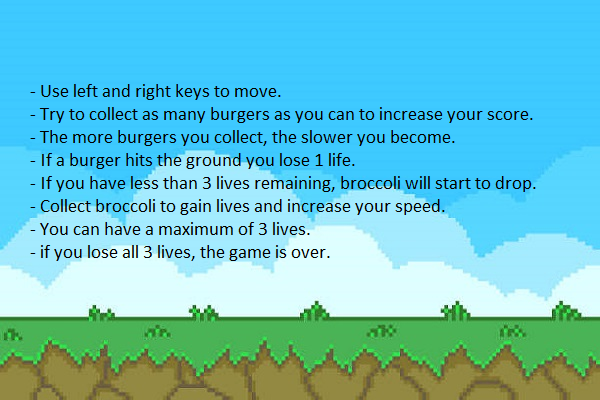 - Use left and right keys to move.
- Try to collect as many burgers as you can to increase your score.
- The more burgers you collect, the slower you become.
- If a burger hits the ground you lose 1 life.
- If you have less than 3 lives remaining, broccoli will start to drop.
- Collect broccoli to gain lives and increase your speed.
- You can have a maximum of 3 lives.
- if you lose all 3 lives, the game is over.